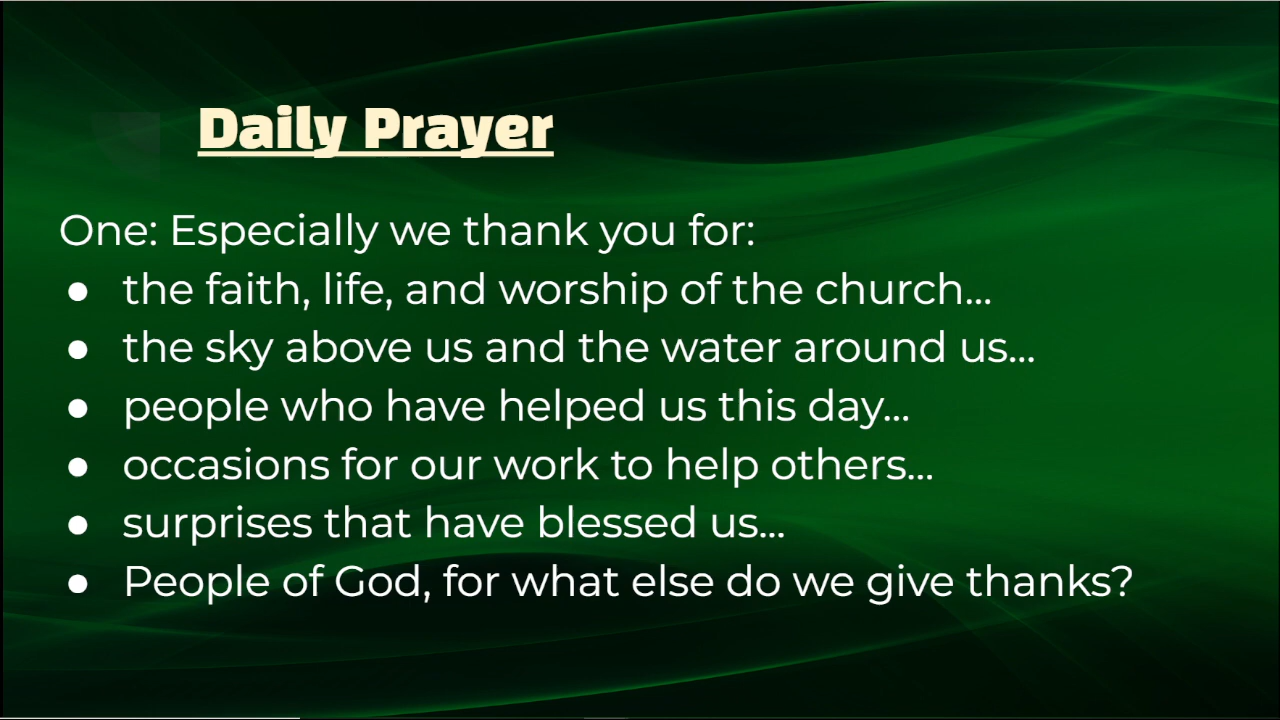 Daily Prayer
One: Especially we thank you for:
● the faith, life, and worship of the church...
● the sky above us and the water around us...
● people who have helped us this day...
● occasions for our work to help others...
● surprises that have blessed us...
● People of God, for what else do we give thanks?